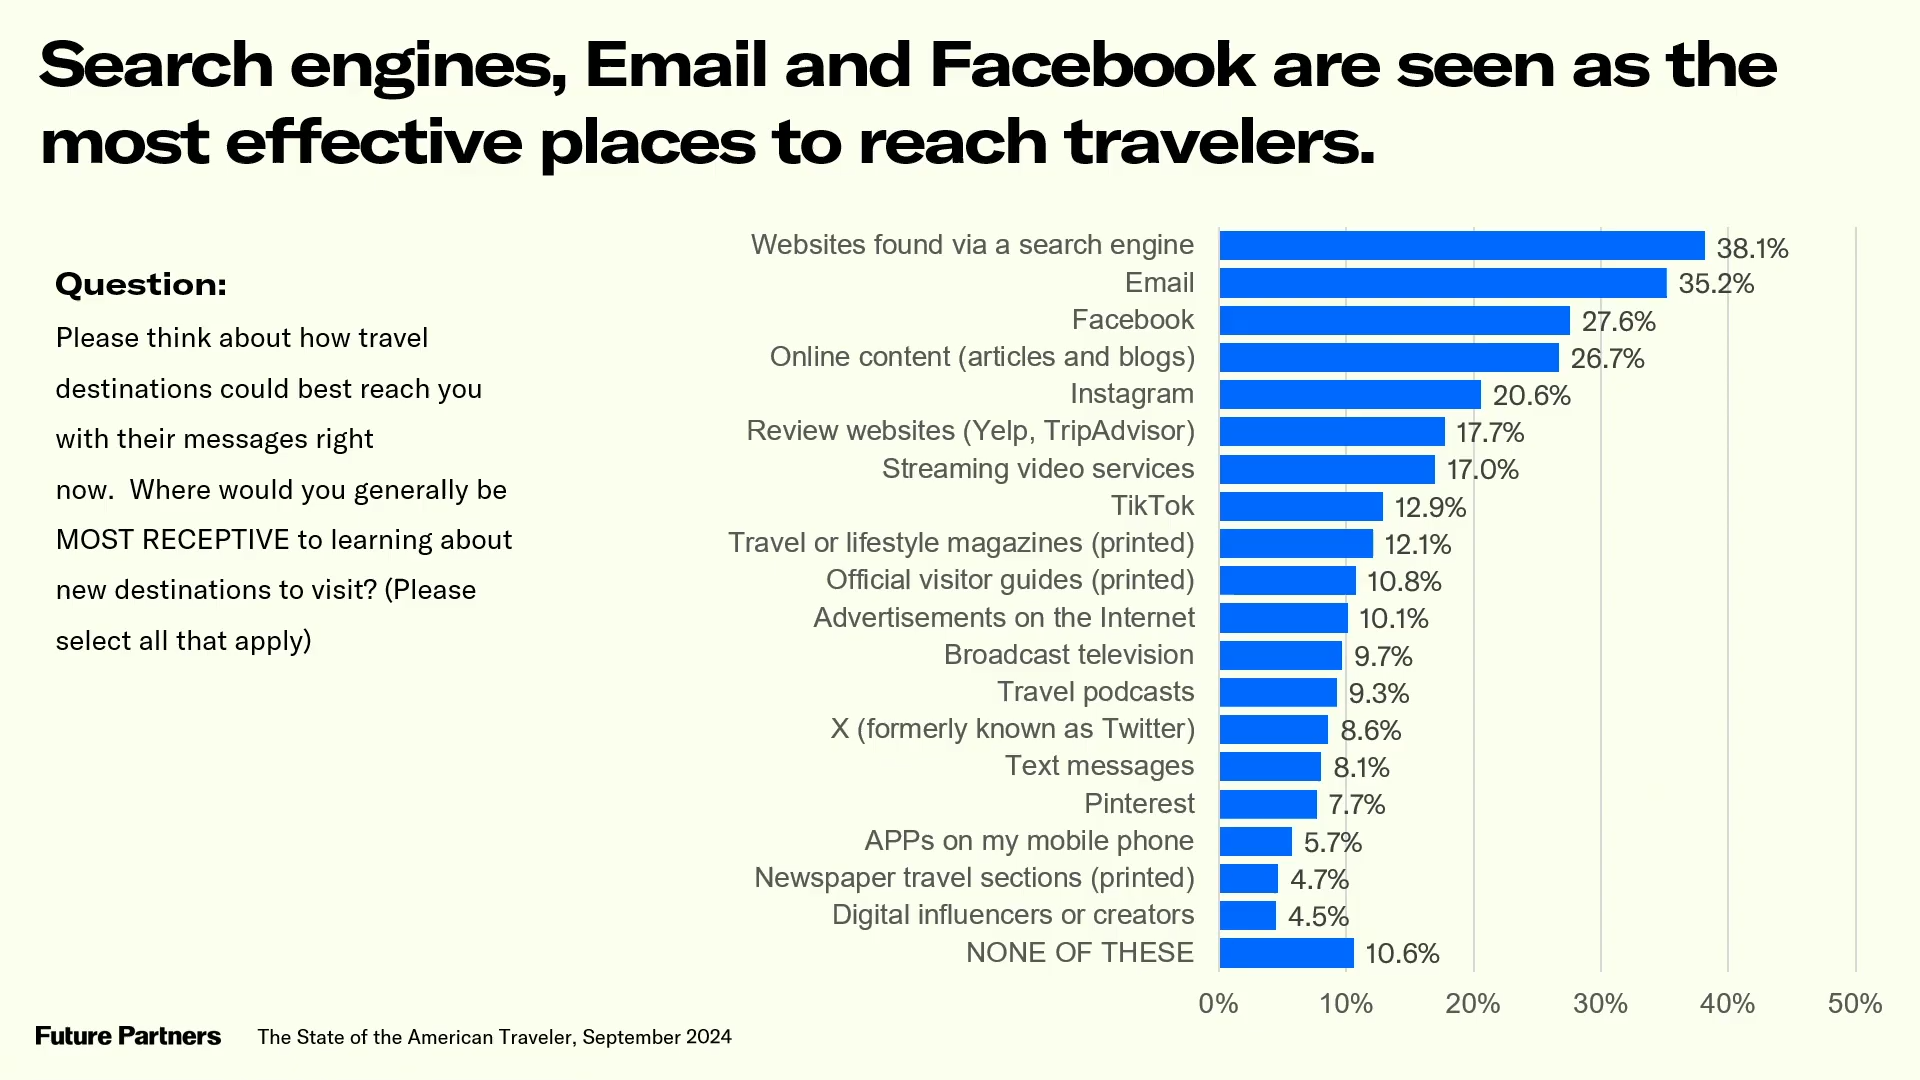 Search engines, Email and Facebook are seen as the
most effective places to reach travelers.
Question:
Please think about how travel
destinations could best reach you
with their messages right
now.  Where would you generally be
MOST RECEPTIVE to learning about
new destinations to visit? (Please
select all that apply)
Websites found via a search engine 38.1%
Email 35.2%
Facebook 27.6%
Online content (articles and blogs) 26.7%
Instagram 20.6%
Review websites (Yelp, TripAdvisor) 17.7%
Streaming video services 17.0%
TikTok 12.9%
Travel or lifestyle magazines (printed) 12.1%
Official visitor guides (printed) 10.8%
Advertisements on the Internet 10.1%
Broadcast television 9.7%
Travel podcasts 9.3%
X (formerly known as Twitter) 8.6%
Text messages 8.1%
Pinterest 7.7%
APPs on my mobile phone 5.7%
Newspaper travel sections (printed) 4.7%
Digital influencers or creators 4.5%
NONE OF THESE 10.6%
0% 10% 20% 30% 40% 50%
Future Partners The State of the American Traveler, September 2024